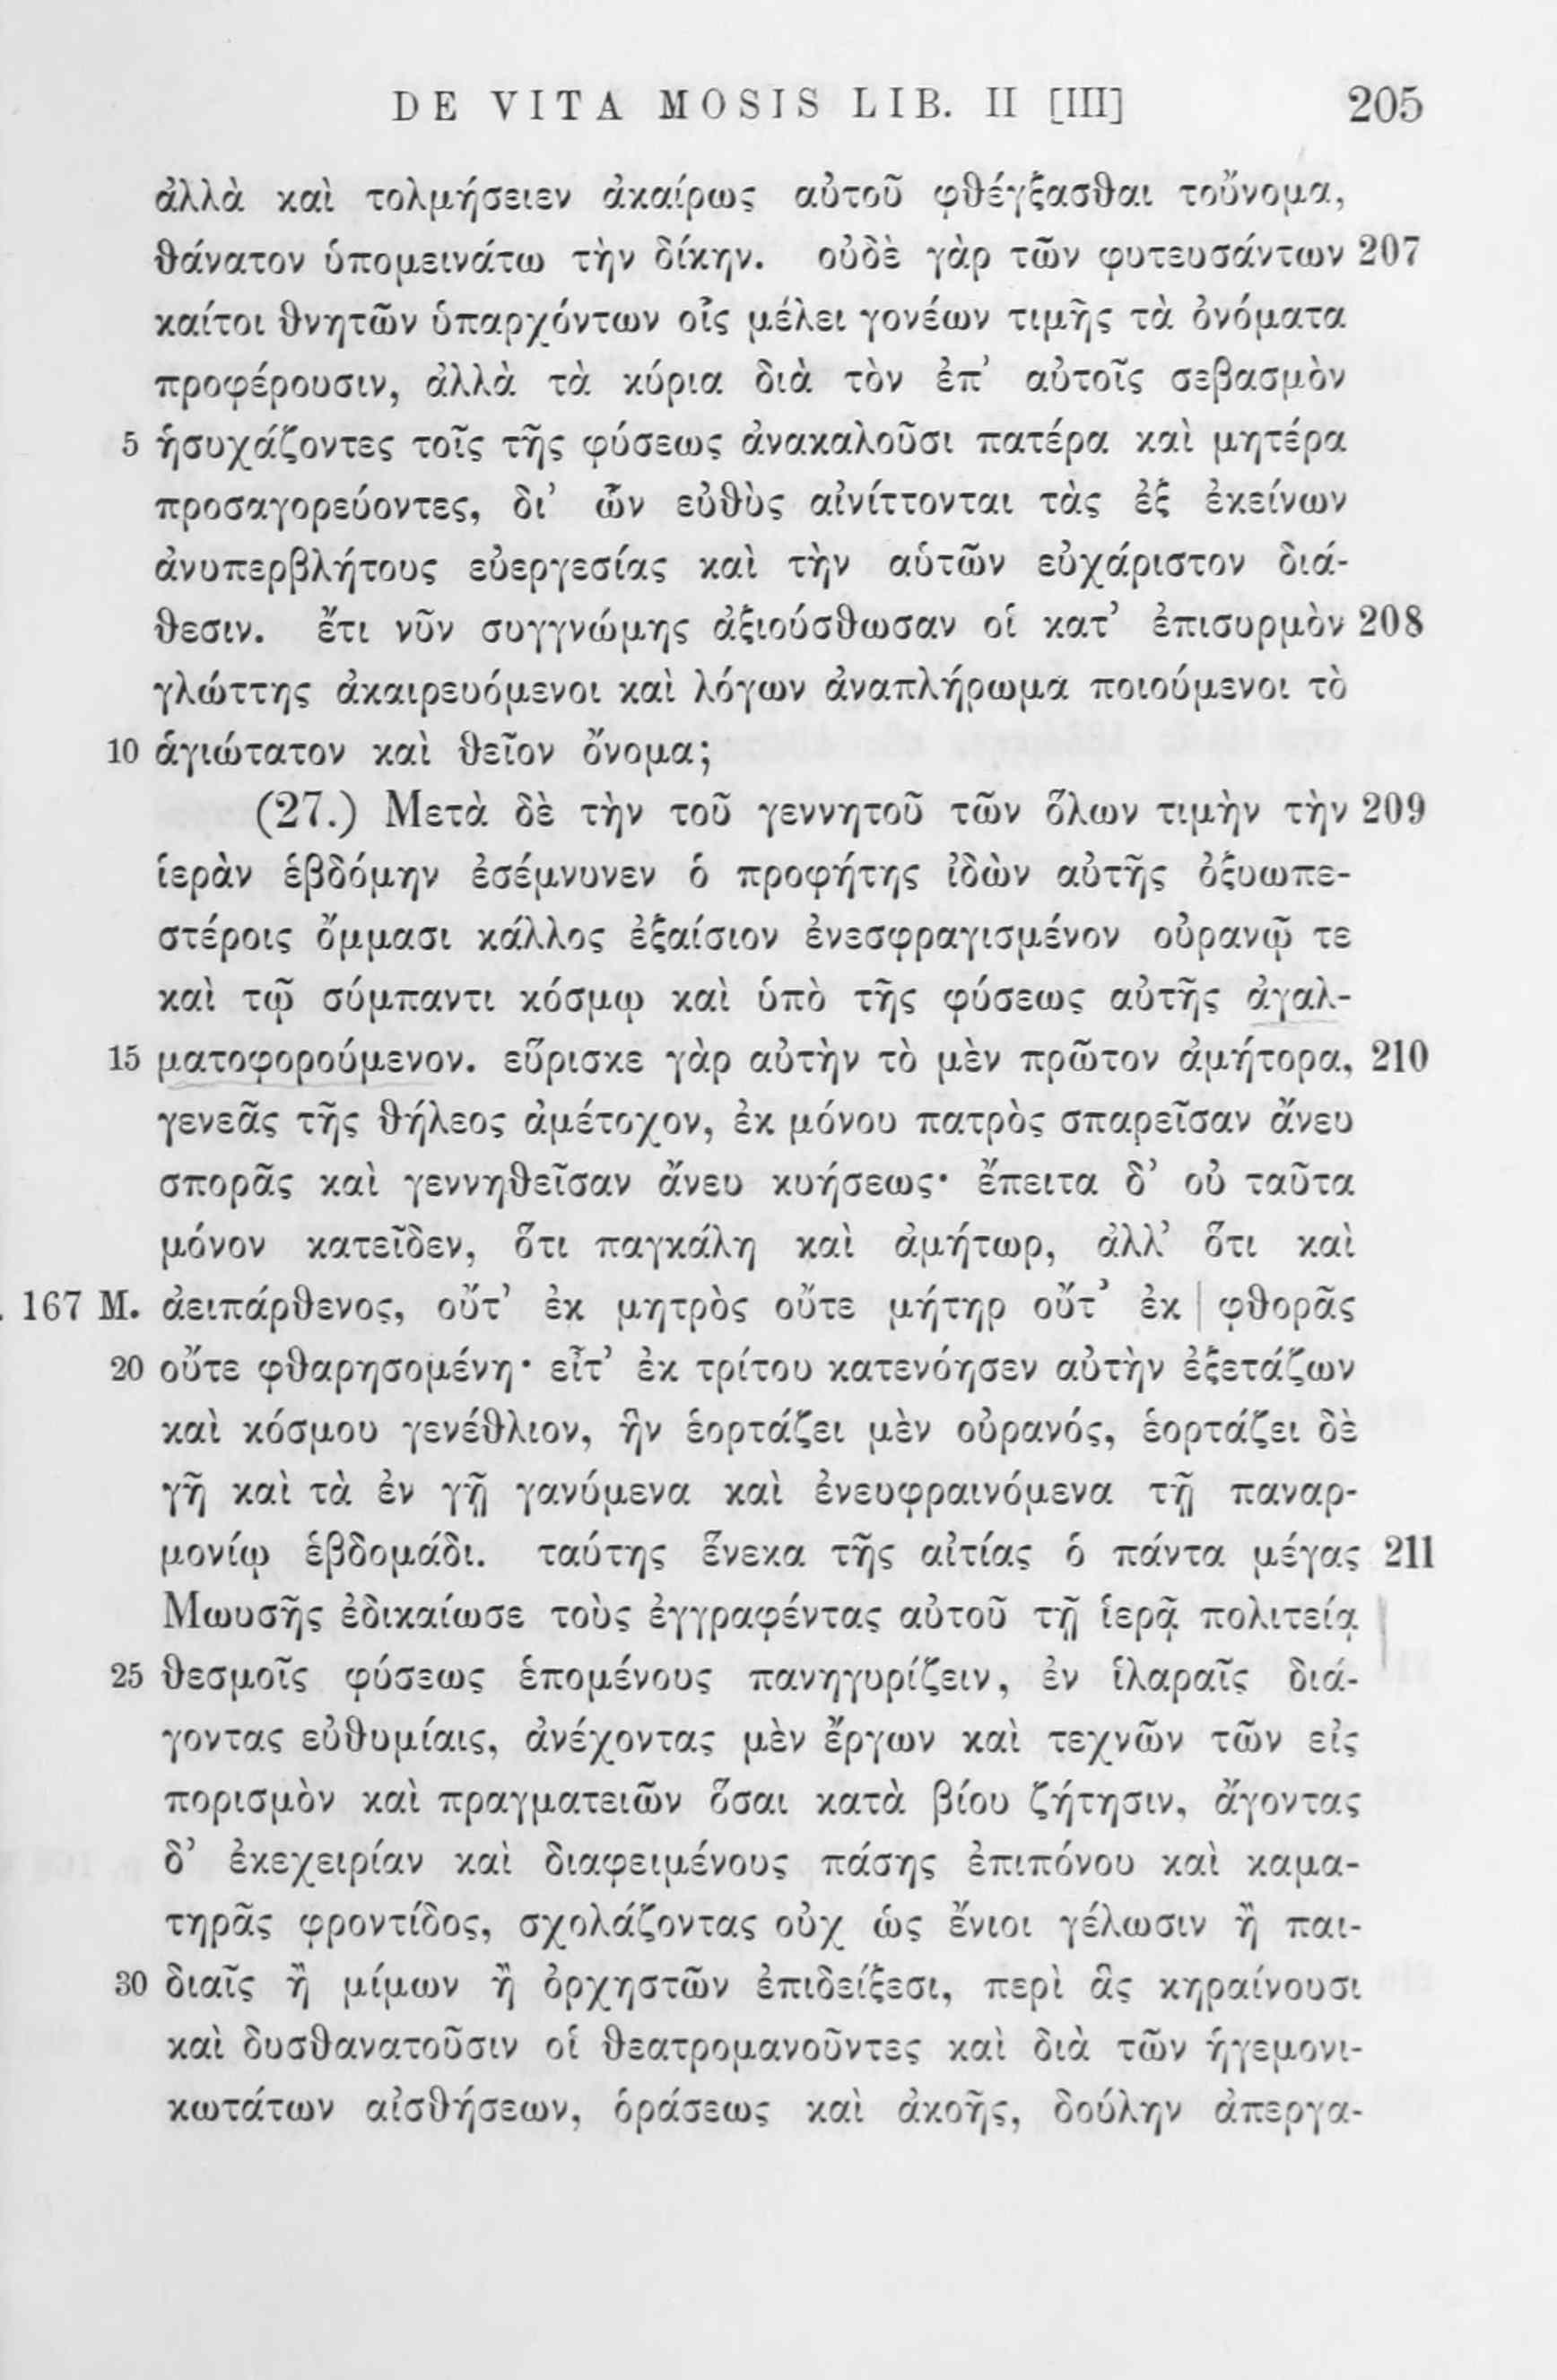 DE VITA MOSIS LIB. II [III] 205
ἀλλὰ καὶ τολμήσειεν ἀκαίρως αὐτοῦ φθέγξασθαι τοὔνομα,
θάνατον ὑπομεινάτω τὴν δίκην. οὐδὲ γὰρ τῶν φυτευσάντων 207
καίτοι θνητῶν ὑπαρχόντων οἷς μέλει γονέων τιμῆς τὰ ὀνόματα
προφέρουσιν, ἀλλὰ τὰ κύρια διὰ τὸν ἐπ’ αὐτοῖς σεβασμὸν
5 ἡσυχάζοντες τοῖς τῆς φύσεως ἀνακαλοῦσι πατέρα καὶ μητέρα
προσαγορεύοντες, δι’ ὧν εὐθὺς αἰνίττονται τὰς ἐξ ἐκείνων
ἀνυπερβλήτους εὐεργεσίας καὶ τὴν αὑτῶν εὐχάριστον διά-
θεσιν. ἔτι νῦν συγγνώμης ἀξιούσθωσαν οἱ κατ’ ἐπισυρμὸν 208
γλώττης ἀκαιρευόμενοι καὶ λόγων ἀναπλήρωμα ποιούμενοι τὸ
10 ἁγιώτατον καὶ θεῖον ὄνομα;
(27.) Μετὰ δὲ τὴν τοῦ γεννητοῦ τῶν ὅλων τιμὴν τὴν 209
ἱερὰν ἑβδόμην ἐσέμνυνεν ὁ προφήτης ἰδὼν αὐτῆς ὀξυωπε-
στέροις ὄμμασι κάλλος ἐξαίσιον ἐνεσφραγισμένον οὐρανῷ τε
καὶ τῷ σύμπαντι κόσμῳ καὶ ὑπὸ τῆς φύσεως αὐτῆς ἀγαλ-
15 ματοφορούμενον. εὕρισκε γὰρ αὐτὴν τὸ μὲν πρῶτον ἀμήτορα, 210
γενεᾶς τῆς θήλεος ἀμέτοχον, ἐκ μόνου πατρὸς σπαρεῖσαν ἄνευ
σπορᾶς καὶ γεννηθεῖσαν ἄνευ κυήσεως· ἔπειτα δ’ οὐ ταῦτα
μόνον κατεῖδεν, ὅτι παγκάλη καὶ ἀμήτωρ, ἀλλ’ ὅτι καὶ
. 167 M. ἀειπάρθενος, οὔτ’ ἐκ μητρὸς οὔτε μήτηρ οὔτ’ ἐκ | φθορᾶς
20 οὔτε φθαρησομένη· εἶτ’ ἐκ τρίτου κατενόησεν αὐτὴν ἐξετάζων
καὶ κόσμου γενέθλιον, ἣν ἑορτάζει μὲν οὐρανός, ἑορτάζει δὲ
γῆ καὶ τὰ ἐν γῇ γανύμενα καὶ ἐνευφραινόμενα τῇ παναρ-
μονίῳ ἑβδομάδι. ταύτης ἕνεκα τῆς αἰτίας ὁ πάντα μέγας 211
Μωυσῆς ἐδικαίωσε τοὺς ἐγγραφέντας αὐτοῦ τῇ ἱερᾷ πολιτείᾳ
25 θεσμοῖς φύσεως ἑπομένους πανηγυρίζειν, ἐν ἱλαραῖς διά-
γοντας εὐθυμίαις, ἀνέχοντας μὲν ἔργων καὶ τεχνῶν τῶν εἰς
πορισμὸν καὶ πραγματειῶν ὅσαι κατὰ βίου ζήτησιν, ἄγοντας
δ’ ἐκεχειρίαν καὶ διαφειμένους πάσης ἐπιπόνου καὶ καμα-
τηρᾶς φροντίδος, σχολάζοντας οὐχ ὡς ἔνιοι γέλωσιν ἢ παι-
30 διαῖς ἢ μίμων ἢ ὀρχηστῶν ἐπιδείξεσι, περὶ ἃς κηραίνουσι
καὶ δυσθανατοῦσιν οἱ θεατρομανοῦντες καὶ διὰ τῶν ἡγεμονι-
κωτάτων αἰσθήσεων, ὁράσεως καὶ ἀκοῆς, δούλην ἀπεργα-